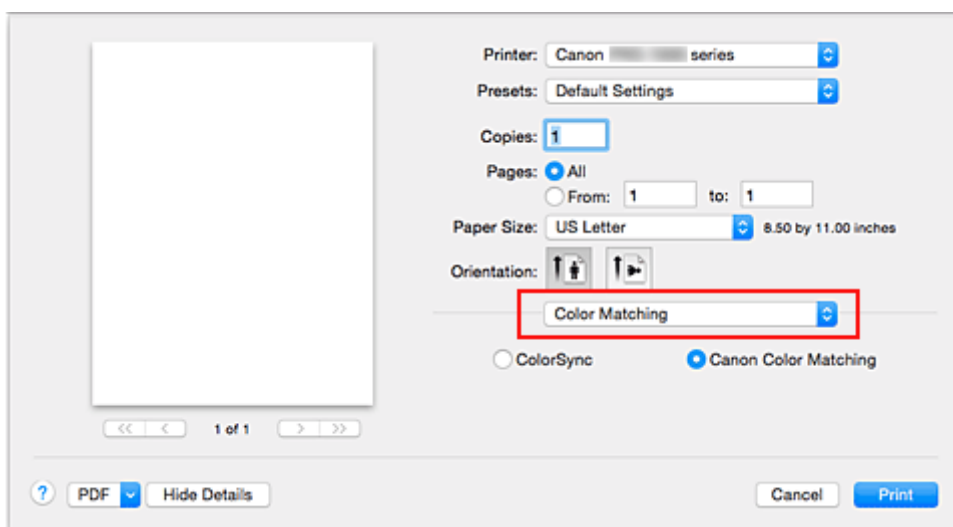 Printer: Canon series
Presets: Default Settings
Copies: 1
Pages: All
From: 1 to: 1
Paper Size: US Letter 8.50 by 11.00 inches
Orientation:
Color Matching
ColorSync Canon Color Matching
1 of 1
? PDF Hide Details Cancel Print